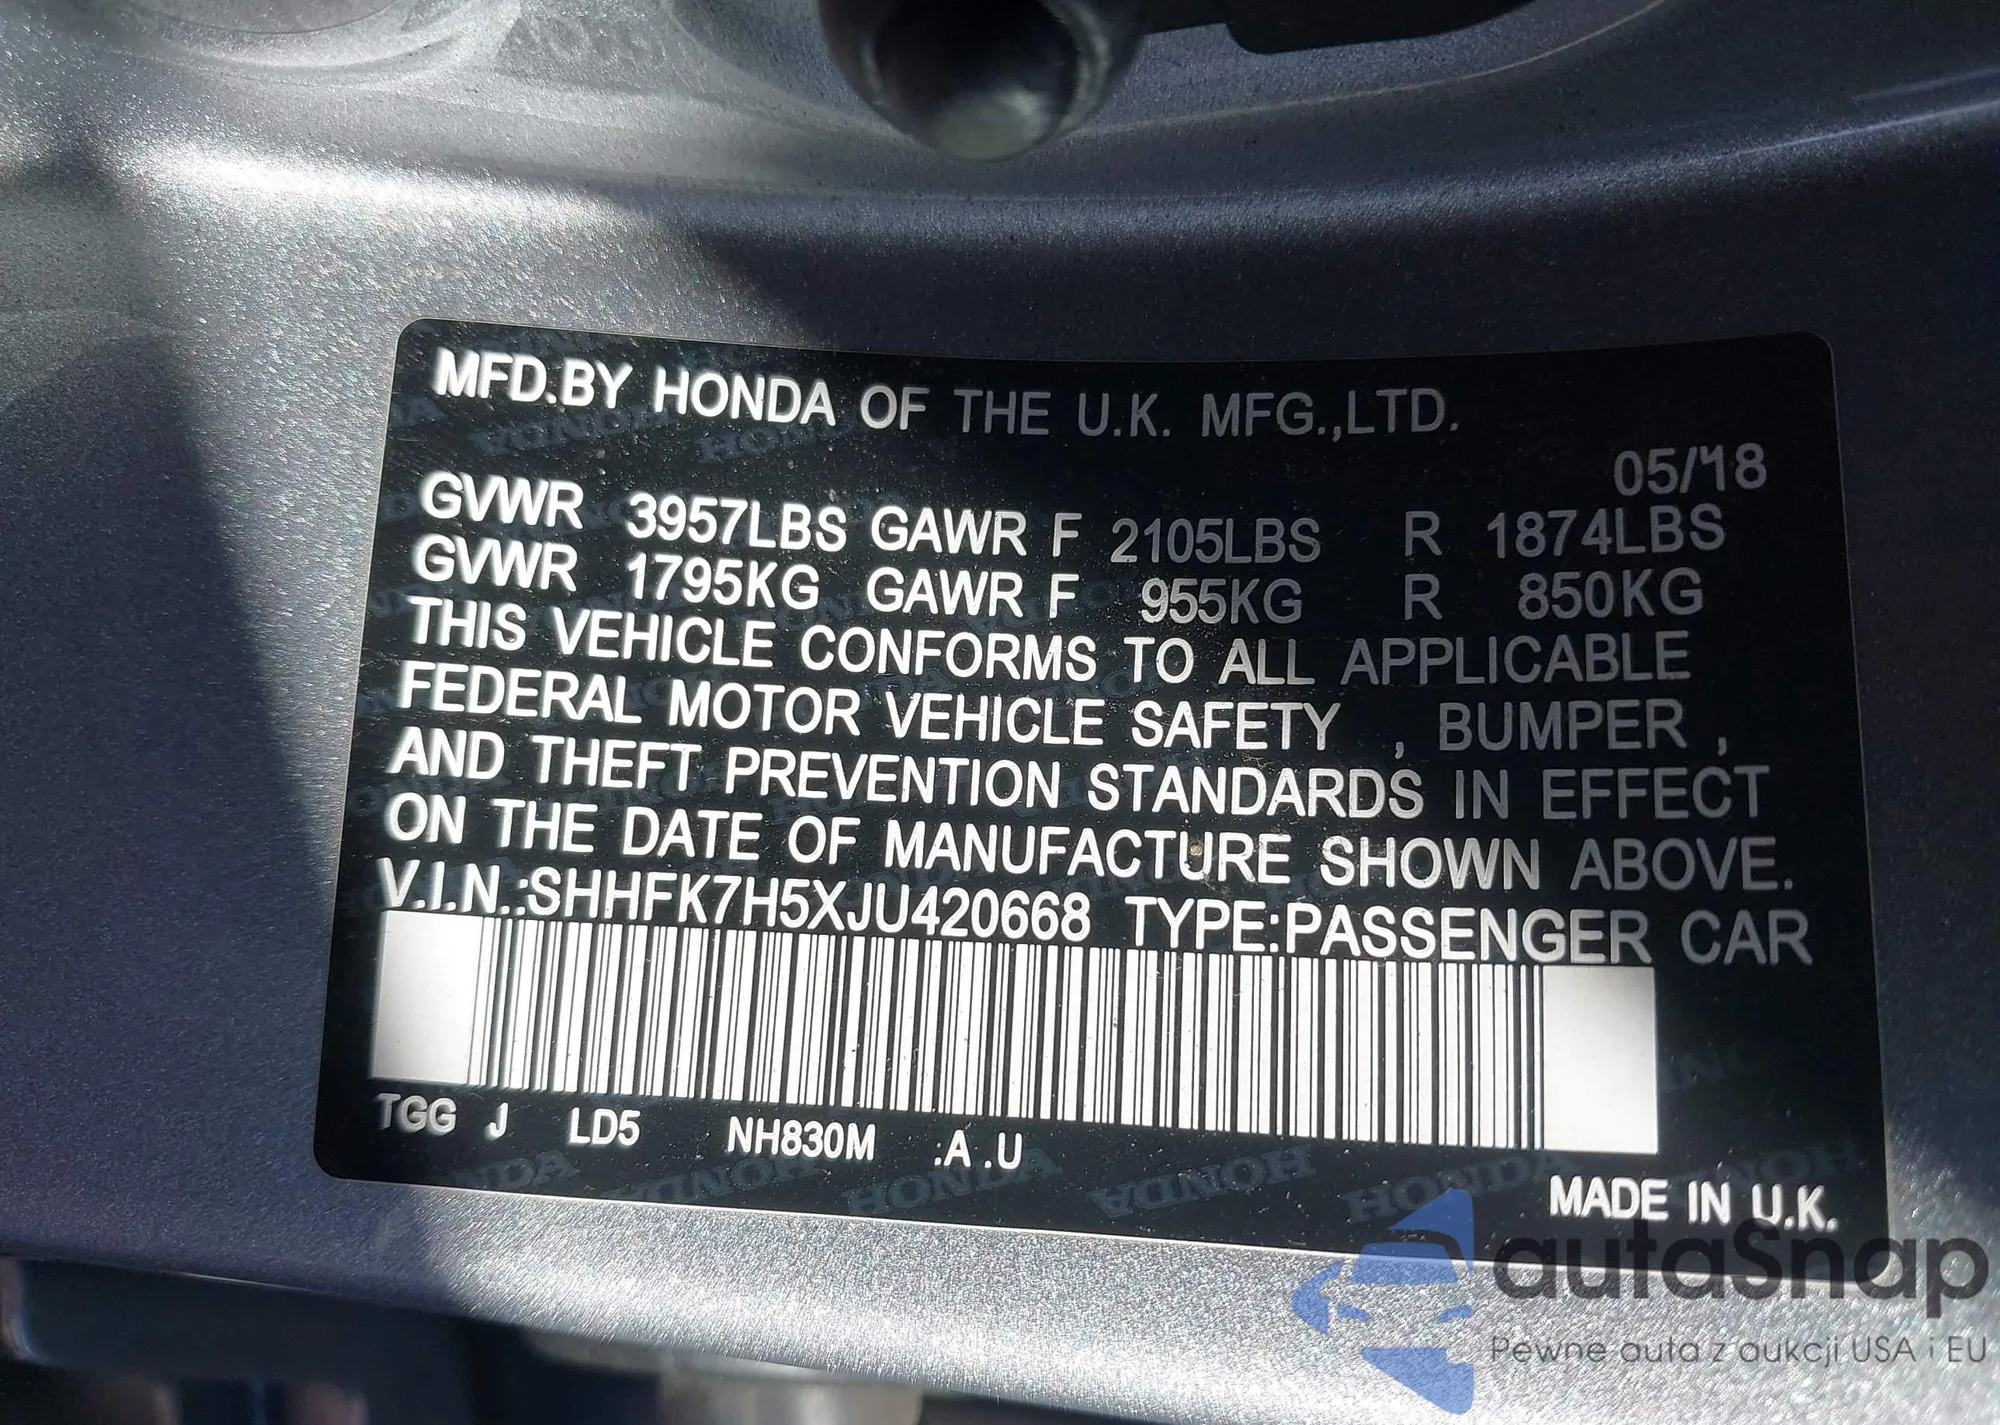 MFD.BY HONDA OF THE U.K. MFG.,LTD.
05/18
GVWR 3957LBS GAWR F 2105LBS R 1874LBS
GVWR 1795KG GAWR F 955KG R 850KG
THIS VEHICLE CONFORMS TO ALL APPLICABLE
FEDERAL MOTOR VEHICLE SAFETY , BUMPER ,
AND THEFT PREVENTION STANDARDS IN EFFECT
ON THE DATE OF MANUFACTURE SHOWN ABOVE.
V.I.N.:SHHFK7H5XJU420668 TYPE:PASSENGER CAR
TGG J LD5 NH830M :A .U
MADE IN U.K.
autaSnap
Pewne auta z aukcji USA i EU